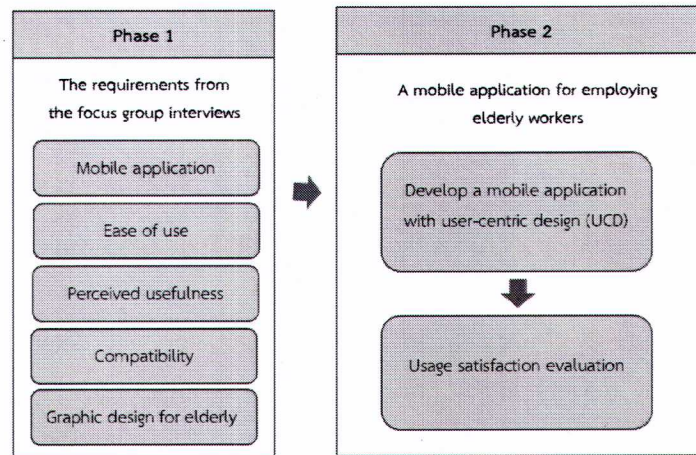 Phase 1
The requirements from
the focus group interviews
Mobile application
Ease of use
Perceived usefulness
Compatibility
Graphic design for elderly
Phase 2
A mobile application for employing
elderly workers
Develop a mobile application
with user-centric design (UCD)
Usage satisfaction evaluation